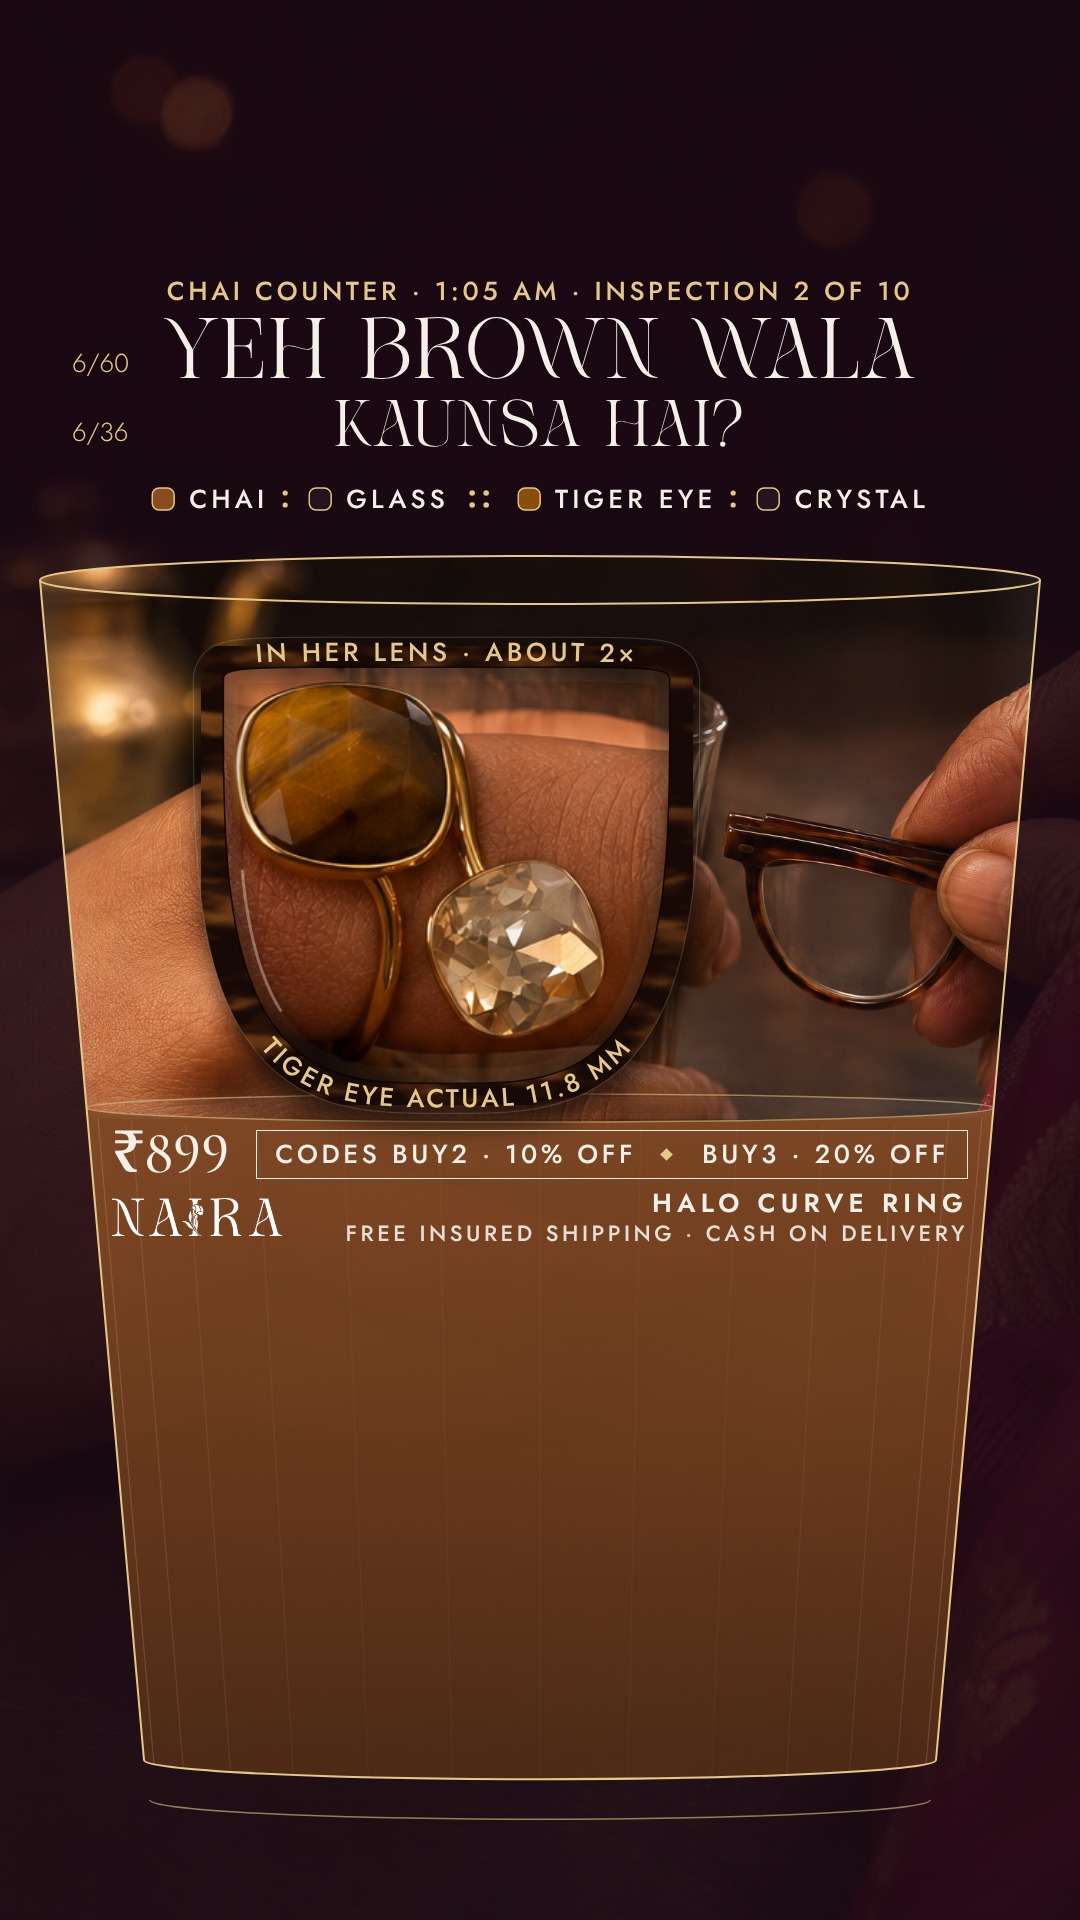 CHAI COUNTER · 1:05 AM · INSPECTION 2 OF 10
6/60 YEH BROWN WALA
6/36 KAUNSA HAI?
CHAI : GLASS :: TIGER EYE : CRYSTAL
IN HER LENS · ABOUT 2×
TIGER EYE ACTUAL 11.8 MM
₹899 CODES BUY2 · 10% OFF ◆ BUY3 · 20% OFF
NAIRA
HALO CURVE RING
FREE INSURED SHIPPING · CASH ON DELIVERY